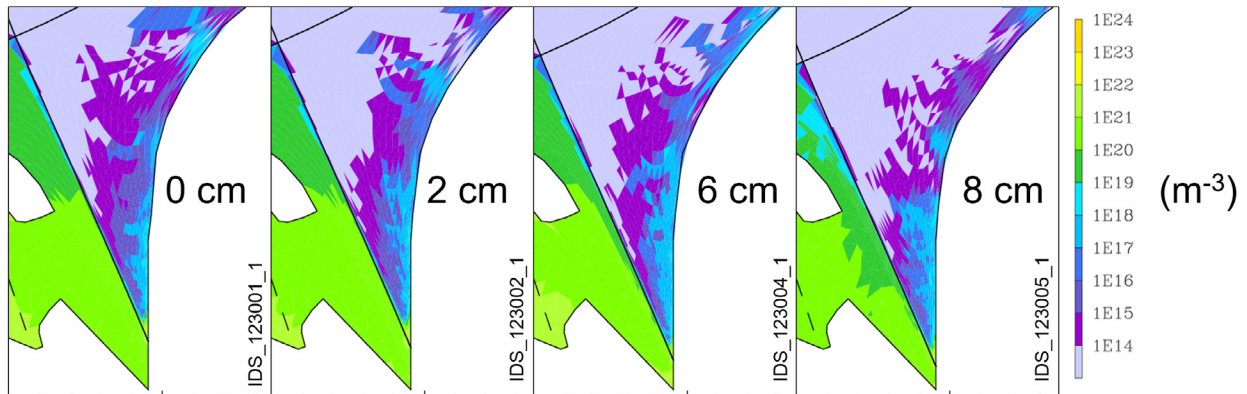 0 cm
IDS_123001_1
2 cm
IDS_123002_1
6 cm
IDS_123004_1
8 cm
IDS_123005_1
1E24
1E23
1E22
1E21
1E20
1E19
1E18
1E17
1E16
1E15
1E14
(m⁻³)